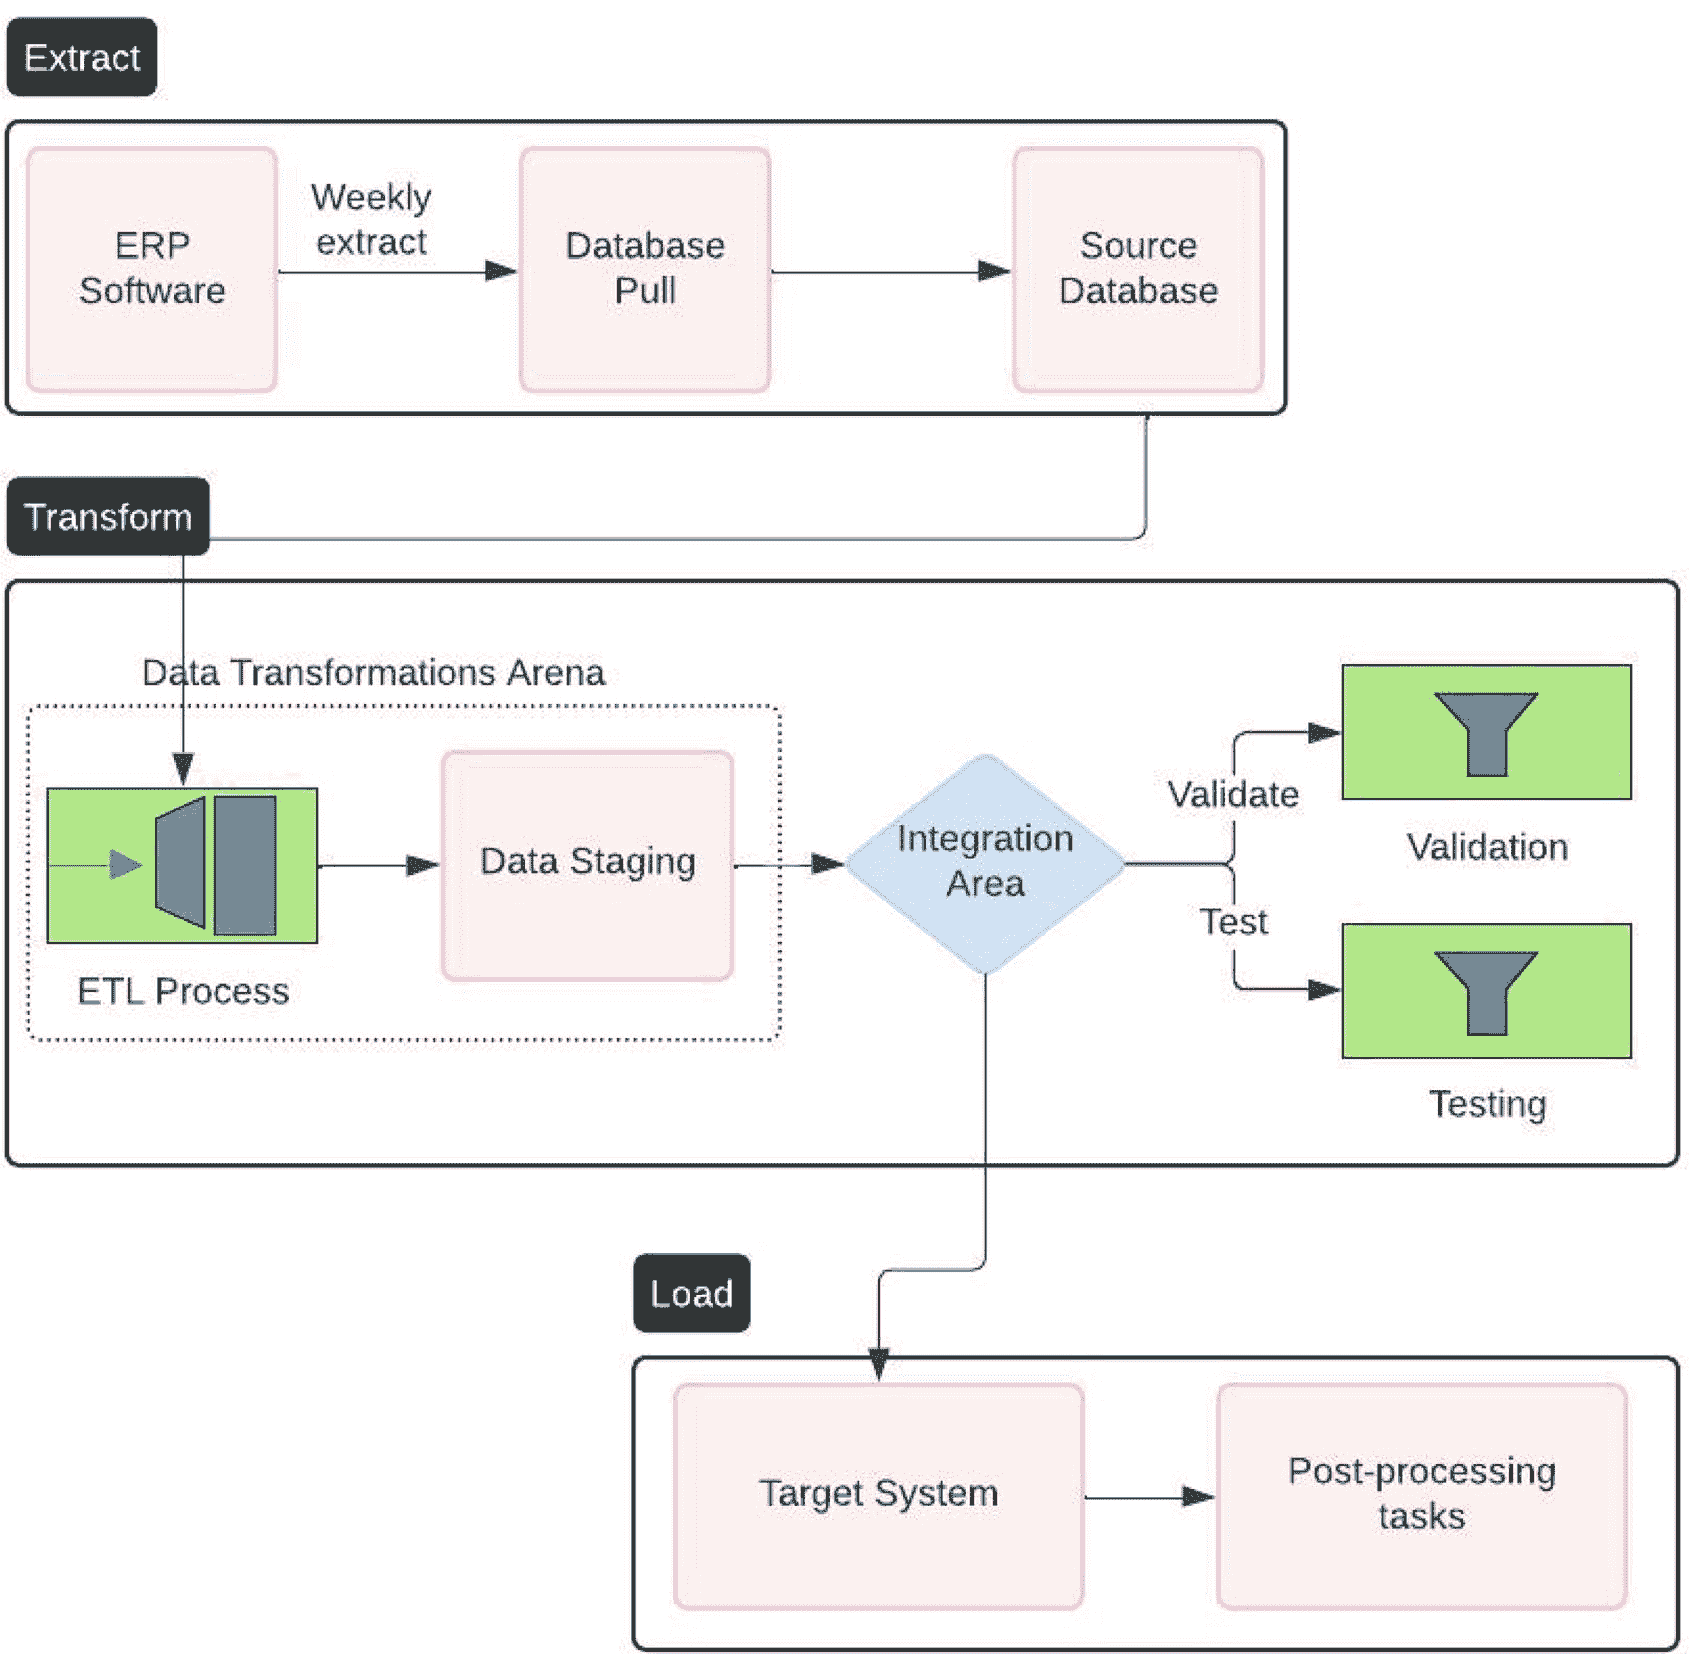 Extract
Weekly
extract
ERP
Software
Database
Pull
Source
Database
Transform
Data Transformations Arena
Data Staging
ETL Process
Integration
Area
Validate
Test
Validation
Testing
Load
Target System
Post-processing
tasks